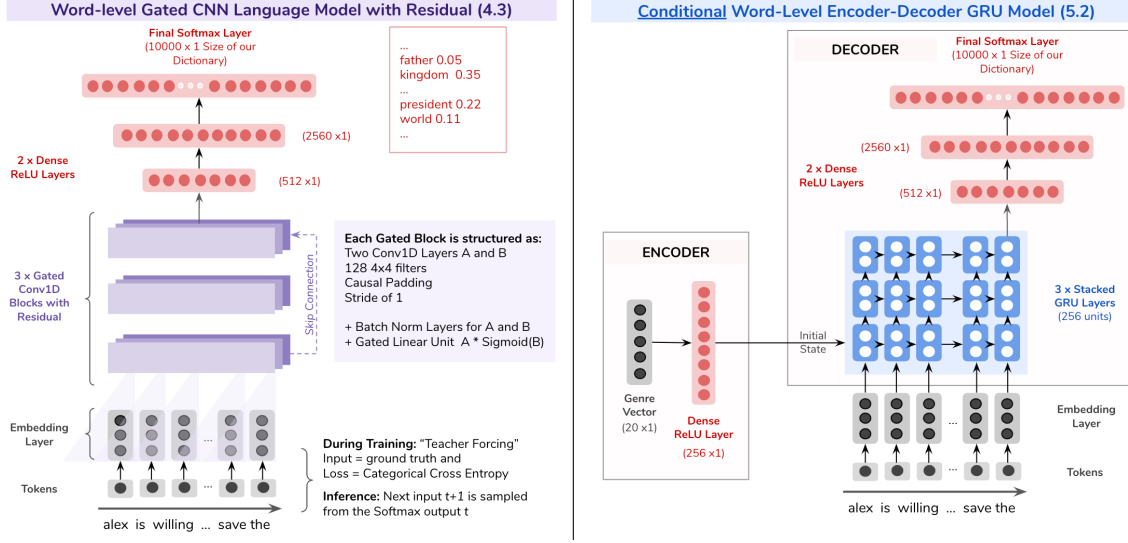 Word-level Gated CNN Language Model with Residual (4.3)
Final Softmax Layer
(10000 x 1 Size of our
Dictionary)
...
father 0.05
kingdom 0.35
...
president 0.22
world 0.11
...
(2560 x1)
2 x Dense
ReLU Layers
(512 x1)
3 x Gated
Conv1D
Blocks with
Residual
Skip Connection
Each Gated Block is structured as:
Two Conv1D Layers A and B
128 4x4 filters
Causal Padding
Stride of 1
+ Batch Norm Layers for A and B
+ Gated Linear Unit A * Sigmoid(B)
Embedding
Layer
...
Tokens
...
alex is willing ... save the
During Training: “Teacher Forcing”
Input = ground truth and
Loss = Categorical Cross Entropy
Inference: Next input t+1 is sampled
from the Softmax output t
Conditional Word-Level Encoder-Decoder GRU Model (5.2)
DECODER
Final Softmax Layer
(10000 x 1 Size of our
Dictionary)
(2560 x1)
2 x Dense
ReLU Layers
(512 x1)
ENCODER
Genre
Vector
(20 x1)
Dense
ReLU Layer
(256 x1)
Initial
State
3 x Stacked
GRU Layers
(256 units)
Embedding
Layer
...
Tokens
...
alex is willing ... save the